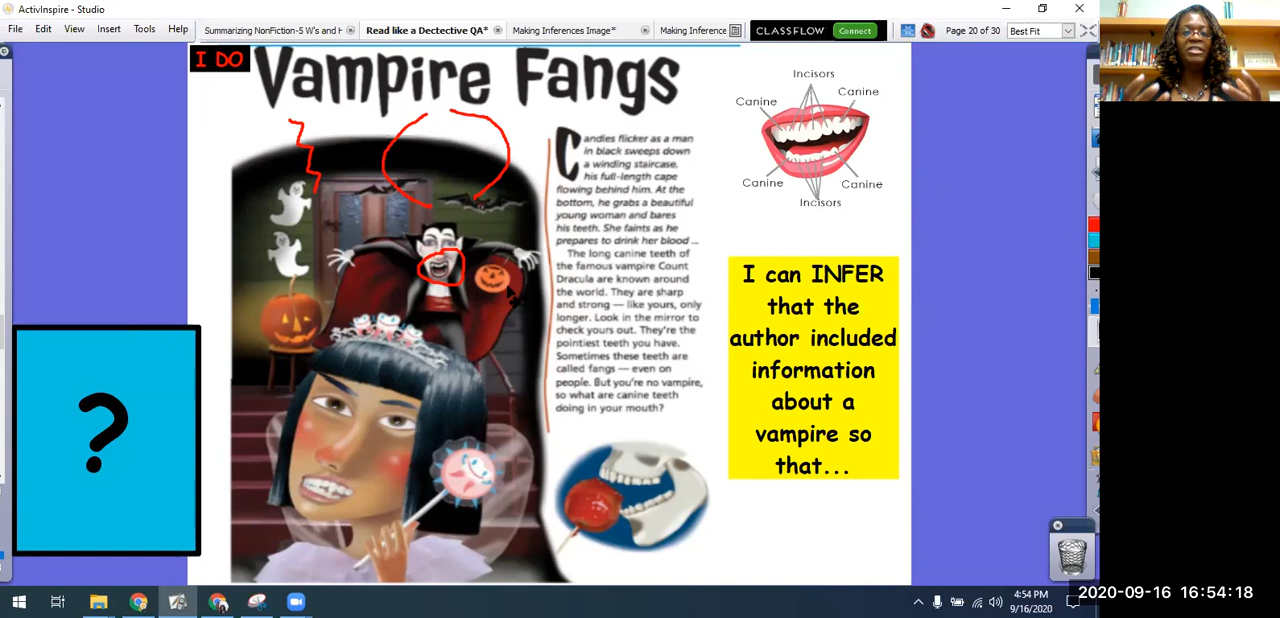 ActivInspire - Studio
File Edit View Insert Tools Help
Summarizing NonFiction-5 W's and H
Read like a Dectective QA*
Making Inferences Image*
Making Inference
CLASSFLOW Connect
Page 20 of 30
Best Fit
I DO
Vampire Fangs
Candles flicker as a man
in black sweeps down
a winding staircase,
his full-length cape
flowing behind him. At the
bottom, he grabs a beautiful
young woman and bares
his teeth. She faints as he
prepares to drink her blood ...
The long canine teeth of
the famous vampire Count
Dracula are known around
the world. They are sharp
and strong — like yours, only
longer. Look in the mirror to
check yours out. They're the
pointiest teeth you have.
Sometimes these teeth are
called fangs — even on
people. But you're no vampire,
so what are canine teeth
doing in your mouth?
Incisors
Canine
Canine
Canine
Canine
Incisors
I can INFER
that the
author included
information
about a
vampire so
that...
?
4:54 PM
9/16/2020
2020-09-16 16:54:18